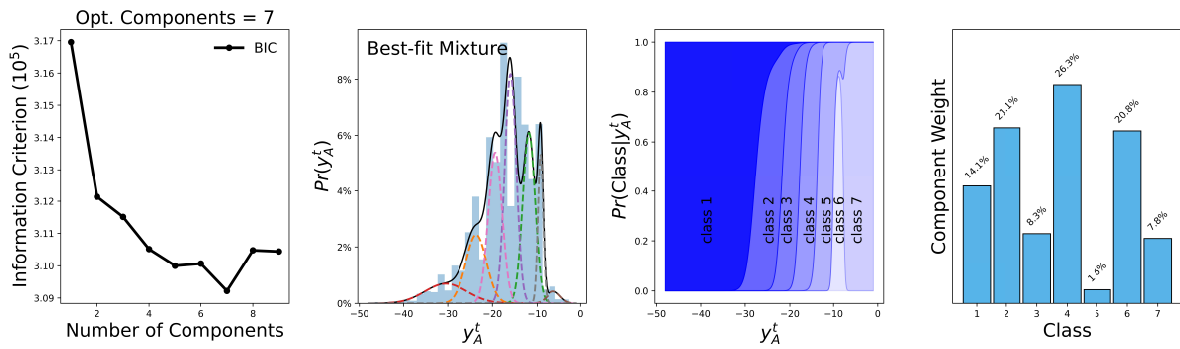 Opt. Components = 7
Information Criterion (10^5)
3.17
3.16
3.15
3.14
3.13
3.12
3.11
3.10
3.09
BIC
2
4
6
8
Number of Components
Best-fit Mixture
Pr(y_A^t)
8%
6%
4%
2%
0%
−50
−40
−30
−20
−10
0
y_A^t
Pr(Class|y_A^t)
1.0
0.8
0.6
0.4
0.2
0.0
class 1
class 2
class 3
class 4
class 5
class 6
class 7
−50
−40
−30
−20
−10
0
y_A^t
Component Weight
14.1%
21.1%
8.3%
26.3%
1.6%
20.8%
7.8%
1
2
3
4
5
6
7
Class